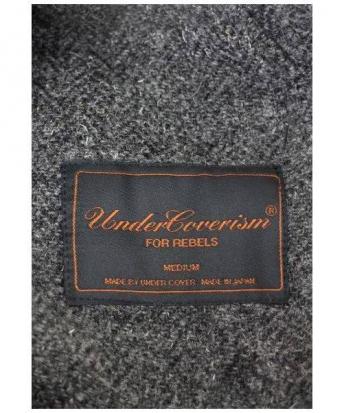 UnderCoverism®
FOR REBELS
MEDIUM
MADE BY UNDER COVER MADE IN JAPAN